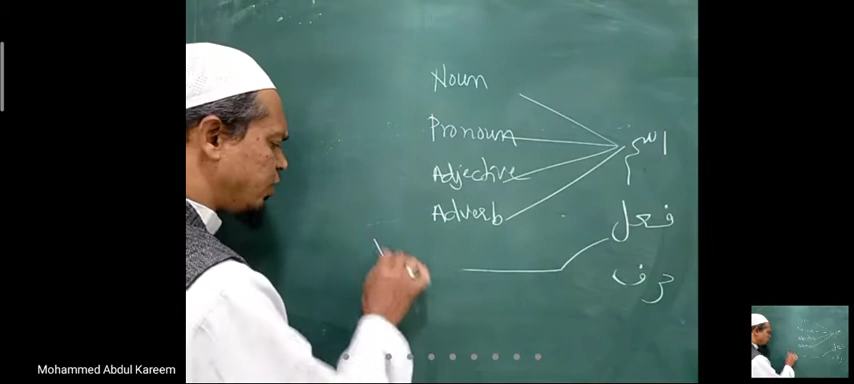 Noun
Pronoun
Adjective
Adverb
اسم
فعل
حرف
Mohammed Abdul Kareem